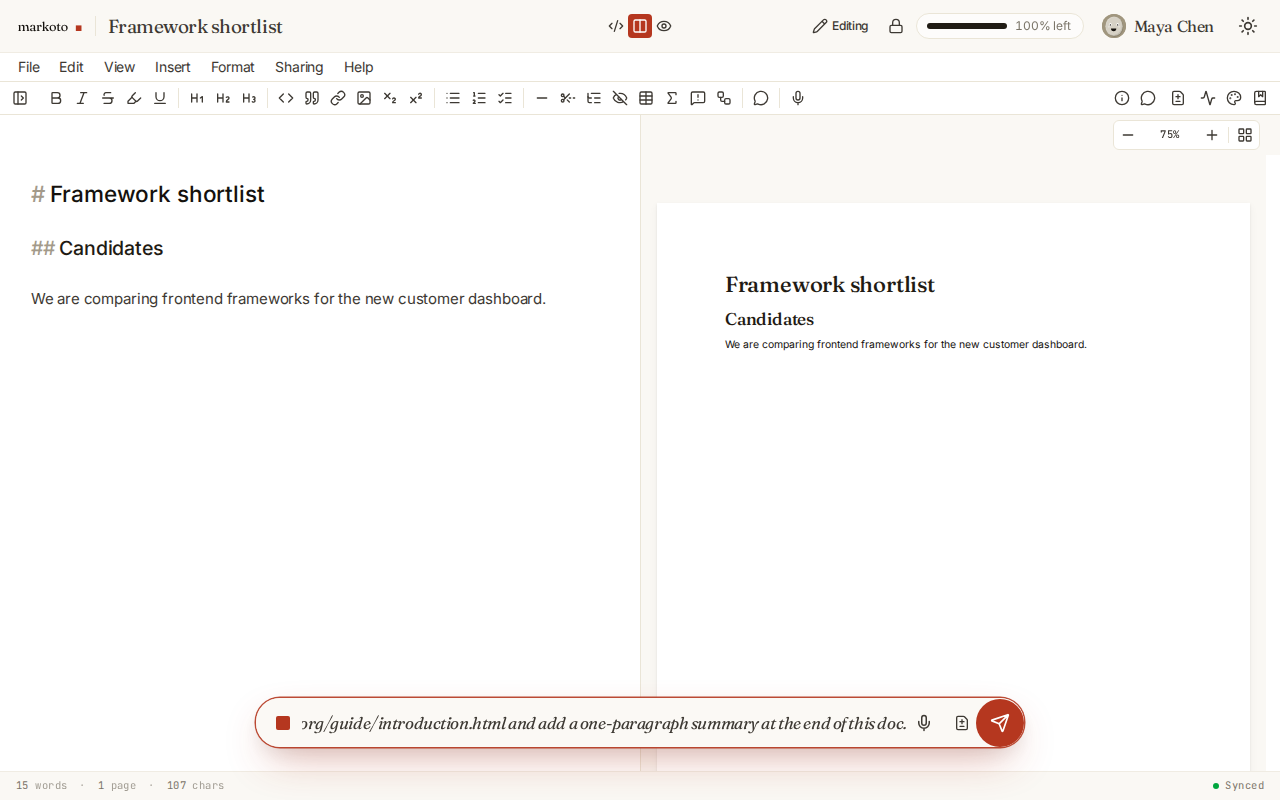 markoto
Framework shortlist
Editing
100% left
Maya Chen
File Edit View Insert Format Sharing Help
H1 H2 H3
75%
# Framework shortlist
## Candidates
We are comparing frontend frameworks for the new customer dashboard.
Framework shortlist
Candidates
We are comparing frontend frameworks for the new customer dashboard.
org/guide/introduction.html and add a one-paragraph summary at the end of this doc.
15 words · 1 page · 107 chars
Synced